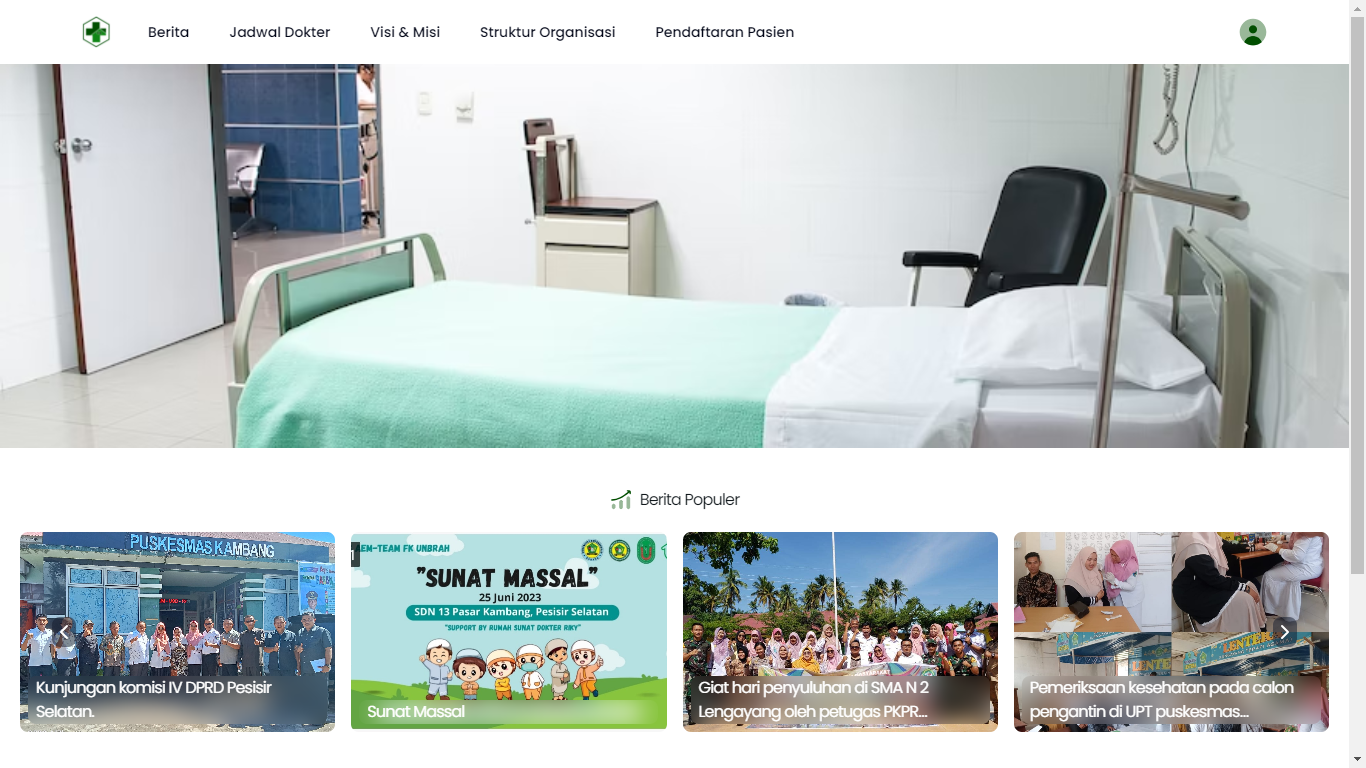 Berita
Jadwal Dokter
Visi & Misi
Struktur Organisasi
Pendaftaran Pasien
Berita Populer
PUSKESMAS KAMBANG
Kunjungan komisi IV DPRD Pesisir
Selatan.
EM-TEAM FK UNBRAH
"SUNAT MASSAL"
25 Juni 2023
SDN 13 Pasar Kambang, Pesisir Selatan
"SUPPORT BY RUMAH SUNAT DOKTER RIKY"
Sunat Massal
Giat hari penyuluhan di SMA N 2
Lengayang oleh petugas PKPR...
LENTER
LENTER
Pemeriksaan kesehatan pada calon
pengantin di UPT puskesmas...